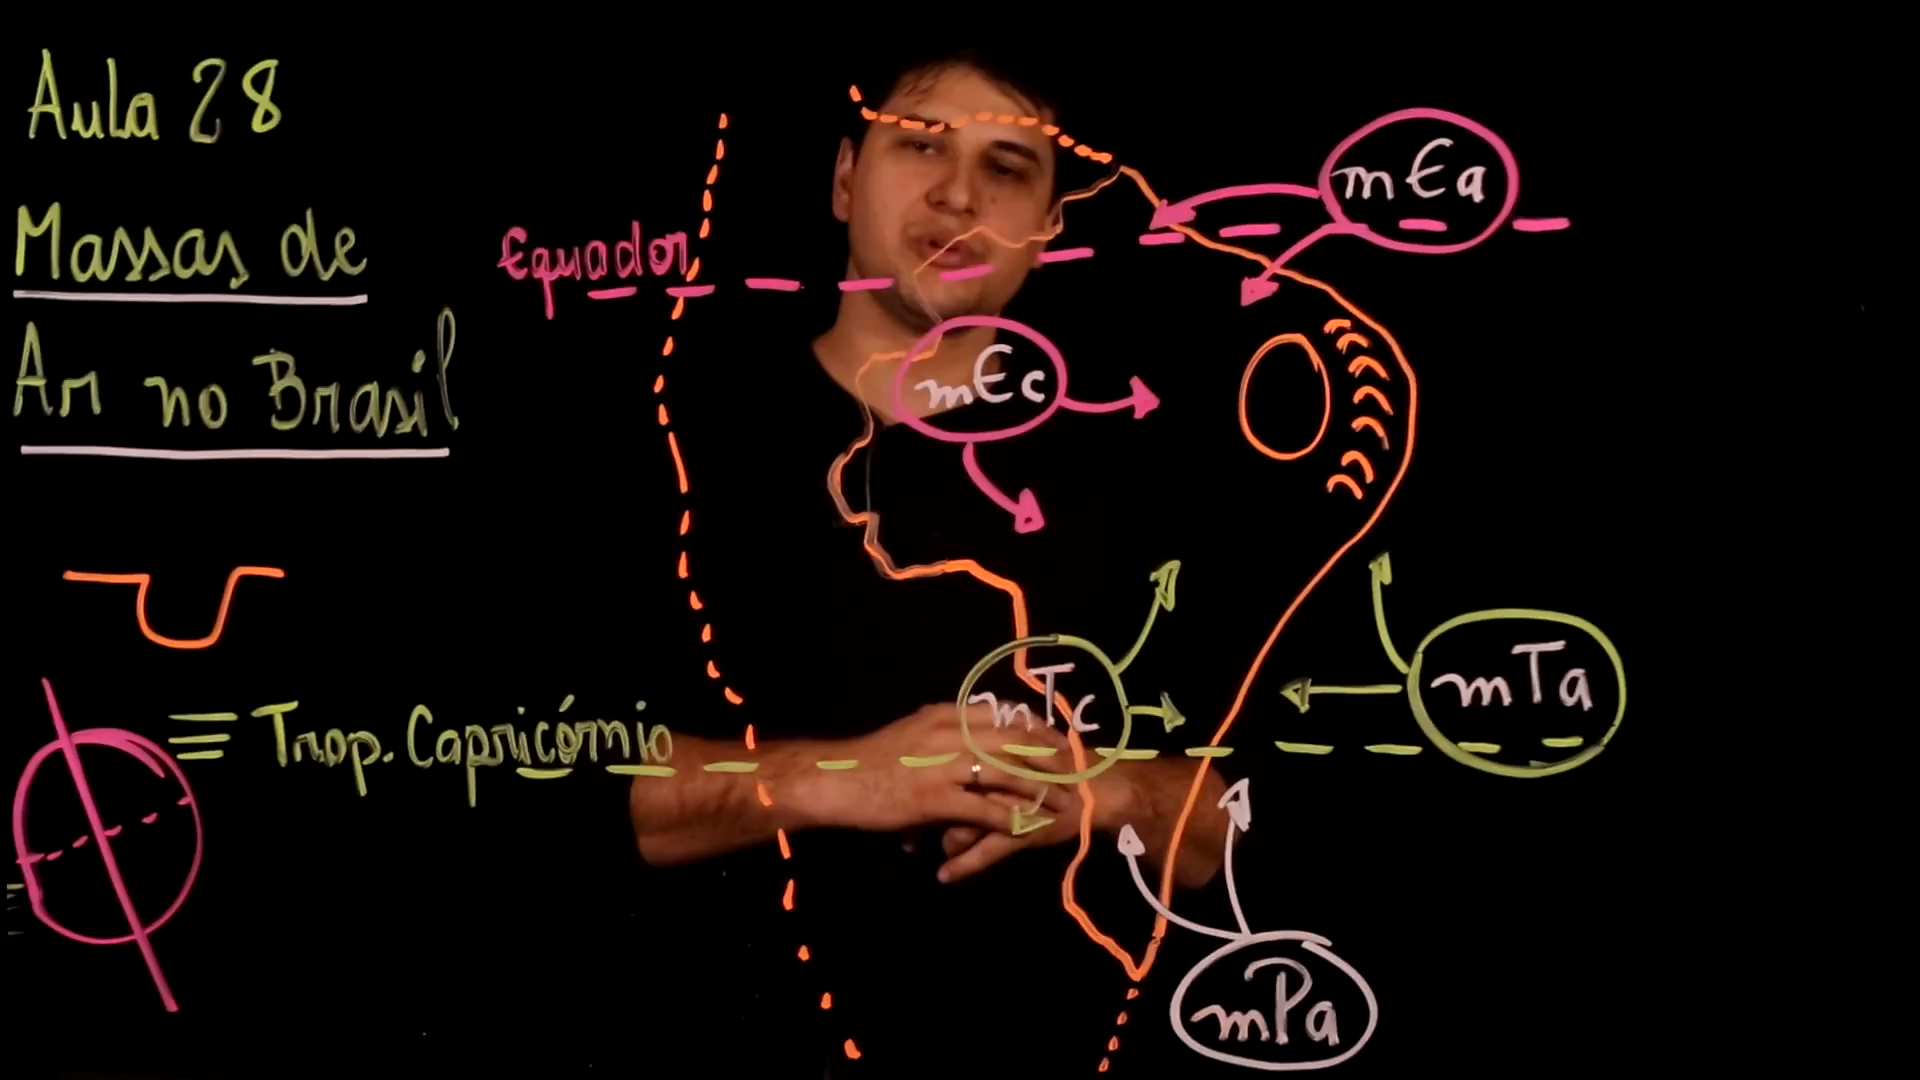 Aula 28
Massas de
Ar no Brasil
Equador
mEa
mEc
Trop. Capricórnio
mTc
mTa
mPa